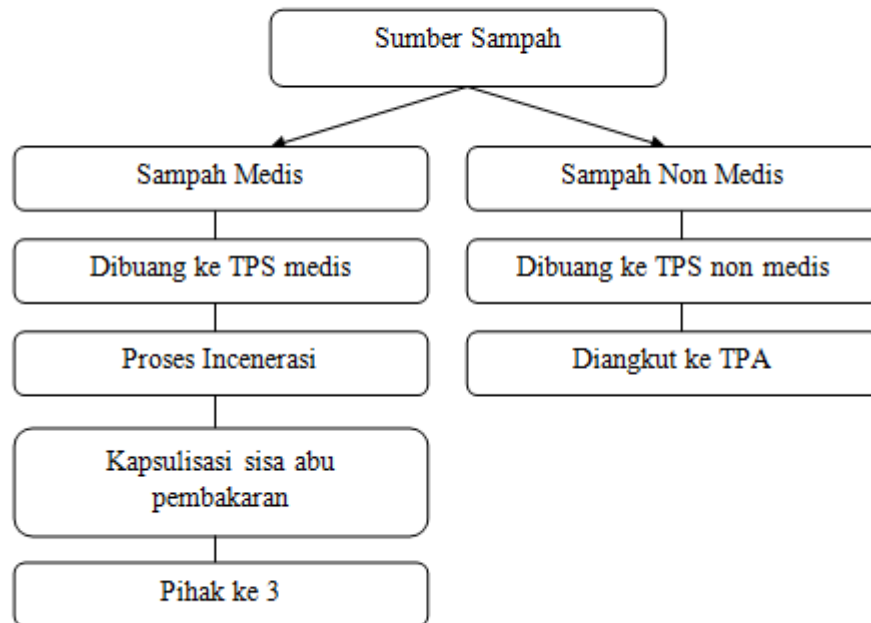 Sumber Sampah
Sampah Medis
Sampah Non Medis
Dibuang ke TPS medis
Dibuang ke TPS non medis
Proses Incenerasi
Diangkut ke TPA
Kapsulisasi sisa abu
pembakaran
Pihak ke 3